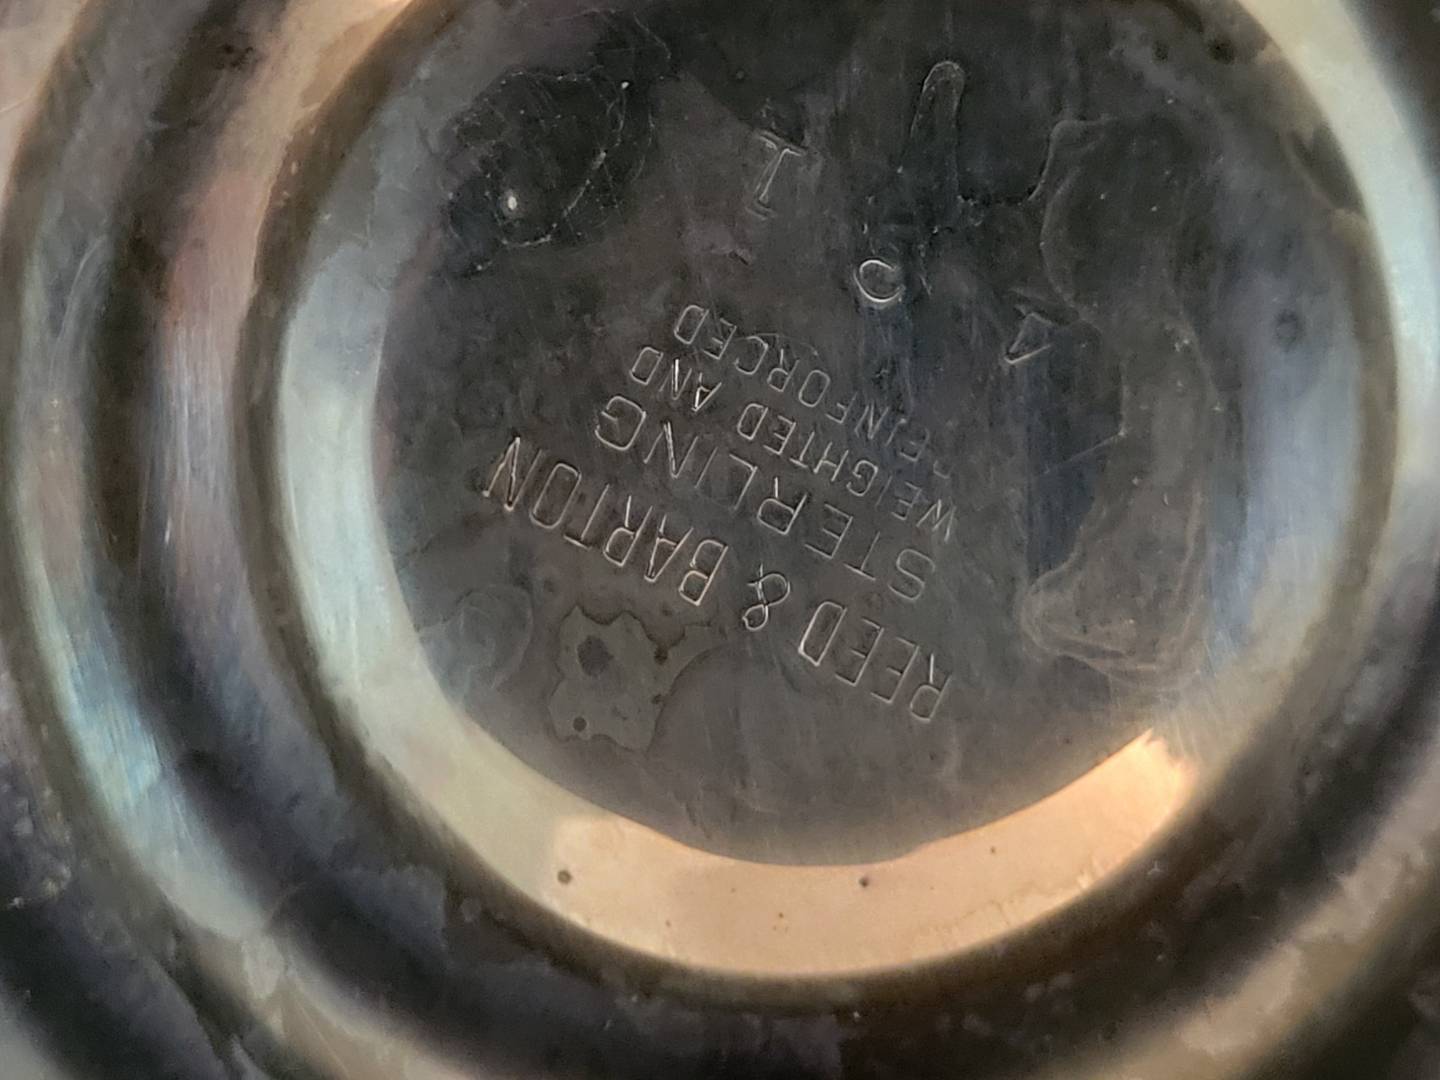 REED & BARTON
STERLING
WEIGHTED AND
REINFORCED